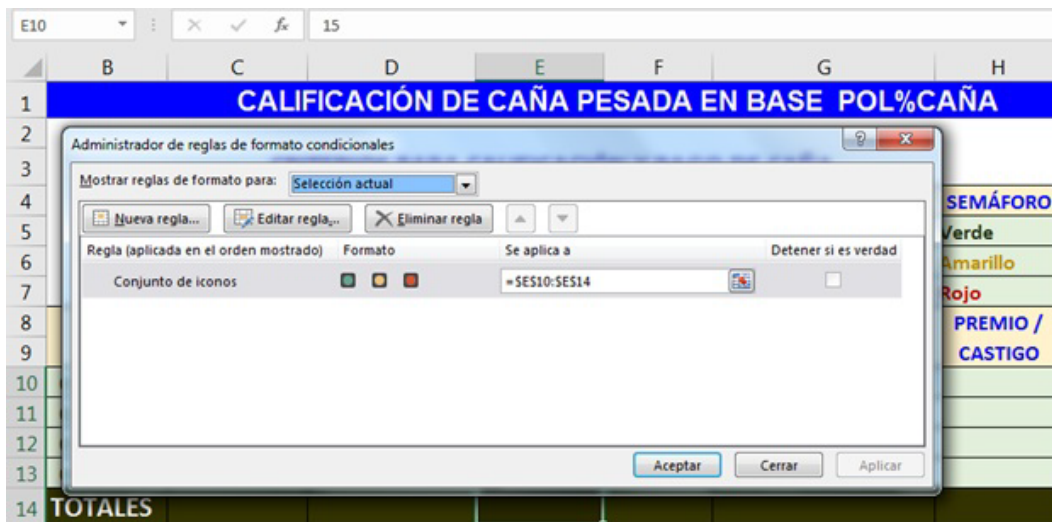 E10 fx 15
B C D E F G H
1 CALIFICACIÓN DE CAÑA PESADA EN BASE POL%CAÑA
2 Administrador de reglas de formato condicionales
3 Mostrar reglas de formato para: Selección actual
4 SEMÁFORO
Nueva regla... Editar regla... Eliminar regla
5 Verde
Regla (aplicada en el orden mostrado) Formato Se aplica a Detener si es verdad
6 Amarillo
Conjunto de iconos =$E$10:$E$14
7 Rojo
8 PREMIO /
9 CASTIGO
10
11
12
13 Aceptar Cerrar Aplicar
14 TOTALES